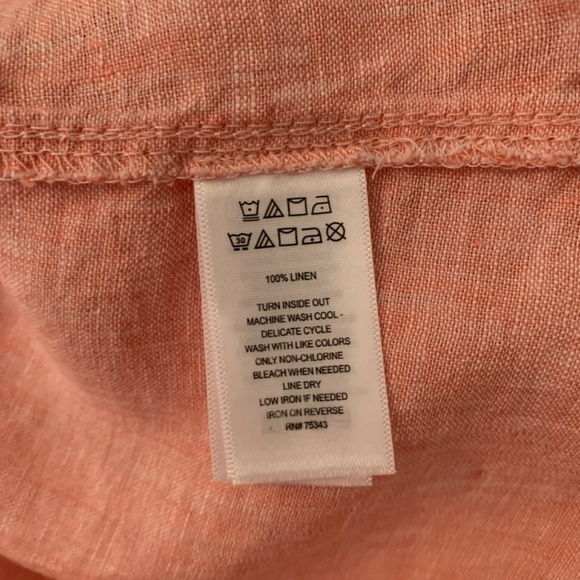 30
100% LINEN
TURN INSIDE OUT
MACHINE WASH COOL -
DELICATE CYCLE
WASH WITH LIKE COLORS
ONLY NON-CHLORINE
BLEACH WHEN NEEDED
LINE DRY
LOW IRON IF NEEDED
IRON ON REVERSE
RN# 75343